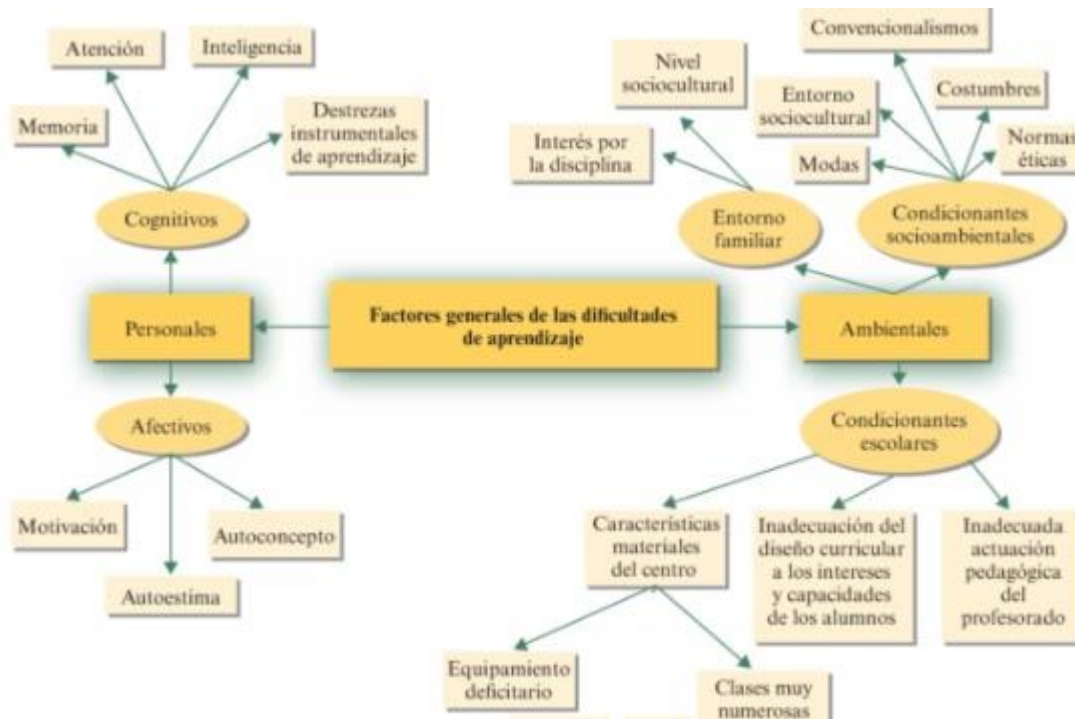 Convencionalismos
Atención
Inteligencia
Nivel
sociocultural
Entorno
sociocultural
Costumbres
Memoria
Destrezas
instrumentales
de aprendizaje
Interés por
la disciplina
Modas
Normas
éticas
Cognitivos
Entorno
familiar
Condicionantes
socioambientales
Personales
Factores generales de las dificultades
de aprendizaje
Ambientales
Afectivos
Condicionantes
escolares
Motivación
Autoconcepto
Autoestima
Características
materiales
del centro
Inadecuación del
diseño curricular
a los intereses
y capacidades
de los alumnos
Inadecuada
actuación
pedagógica
del
profesorado
Equipamiento
deficitario
Clases muy
numerosas